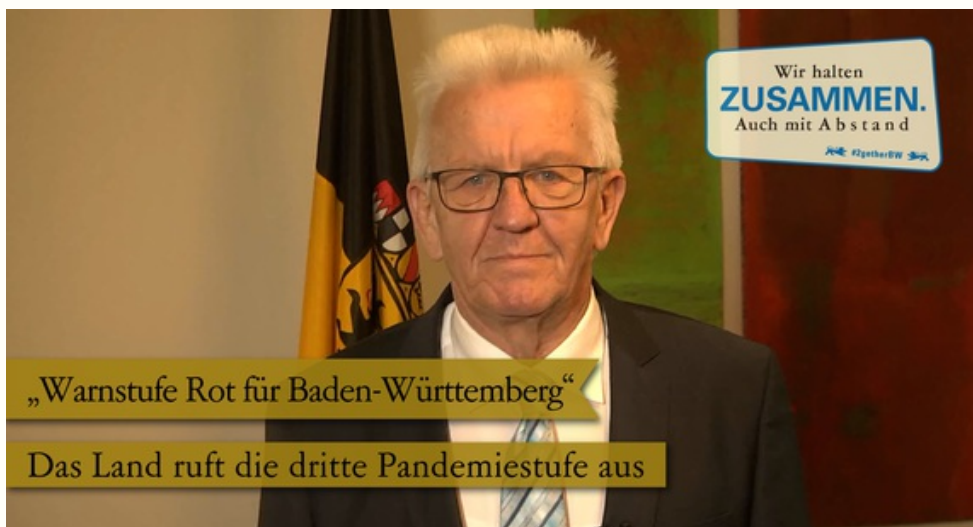 Wir halten
ZUSAMMEN.
Auch mit Abstand
#2getherBW
„Warnstufe Rot für Baden-Württemberg“
Das Land ruft die dritte Pandemiestufe aus